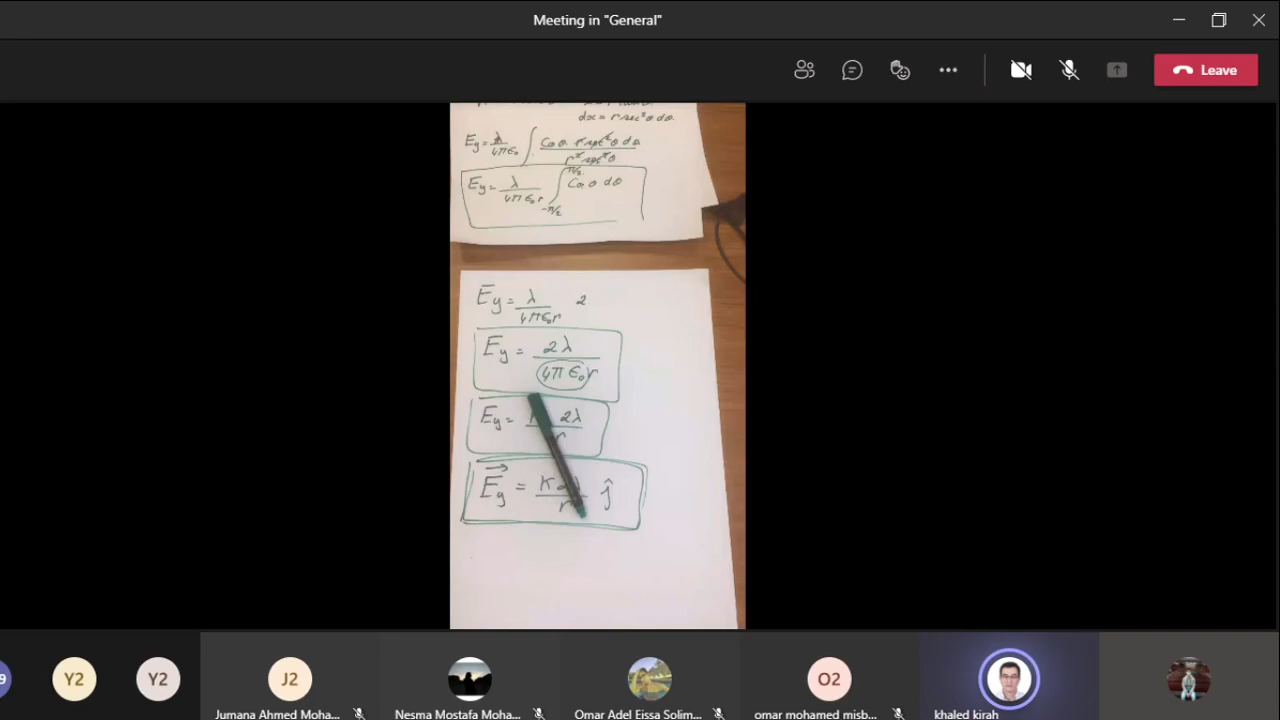 Meeting in "General"
Leave
dx = r sec²θ dθ
Ey = λ/4πϵ₀ ∫ Cos θ r sec²θ dθ / r² sec²θ
Ey = λ/4πϵ₀r ∫ -π/2 π/2 Cos θ dθ
Ey = λ/4πϵ₀r 2
Ey = 2λ/4πϵ₀r
Ey = 2λ/r
Ey = K2λ/r ĵ
9
Y2
Y2
J2
O2
Jumana Ahmed Moha...
Nesma Mostafa Moha...
Omar Adel Eissa Solim...
omar mohamed misb...
khaled kirah